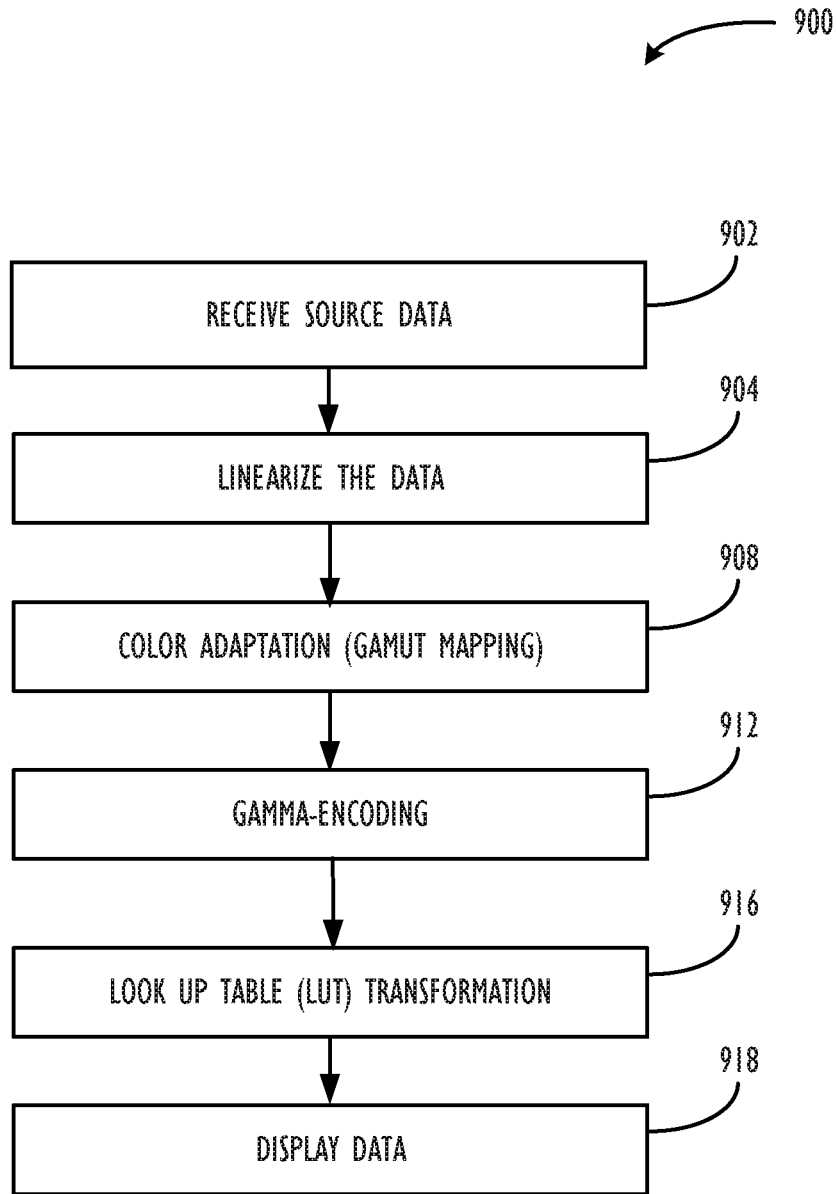 900
902
RECEIVE SOURCE DATA
904
LINEARIZE THE DATA
908
COLOR ADAPTATION (GAMUT MAPPING)
912
GAMMA-ENCODING
916
LOOK UP TABLE (LUT) TRANSFORMATION
918
DISPLAY DATA